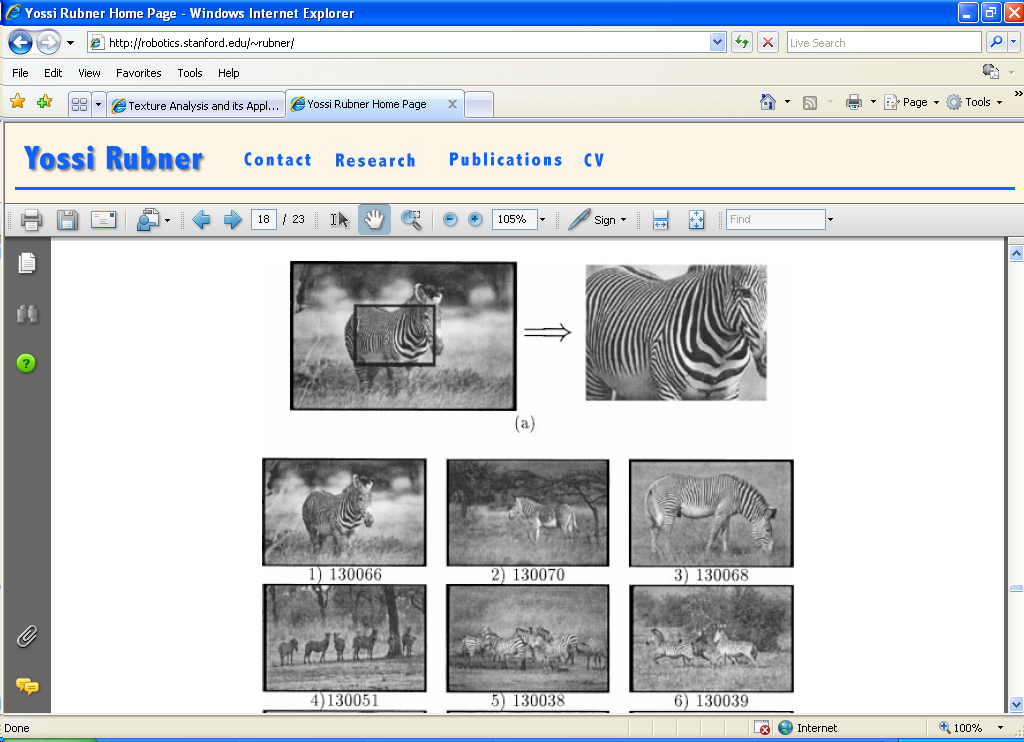 Yossi Rubner Home Page - Windows Internet Explorer
http://robotics.stanford.edu/~rubner/
Live Search
File Edit View Favorites Tools Help
Texture Analysis and its Appl...
Yossi Rubner Home Page
Page
Tools
Yossi Rubner Contact Research Publications CV
18 / 23
105%
Sign
Find
(a)
1) 130066
2) 130070
3) 130068
4)130051
5) 130038
6) 130039
Done
Internet
100%